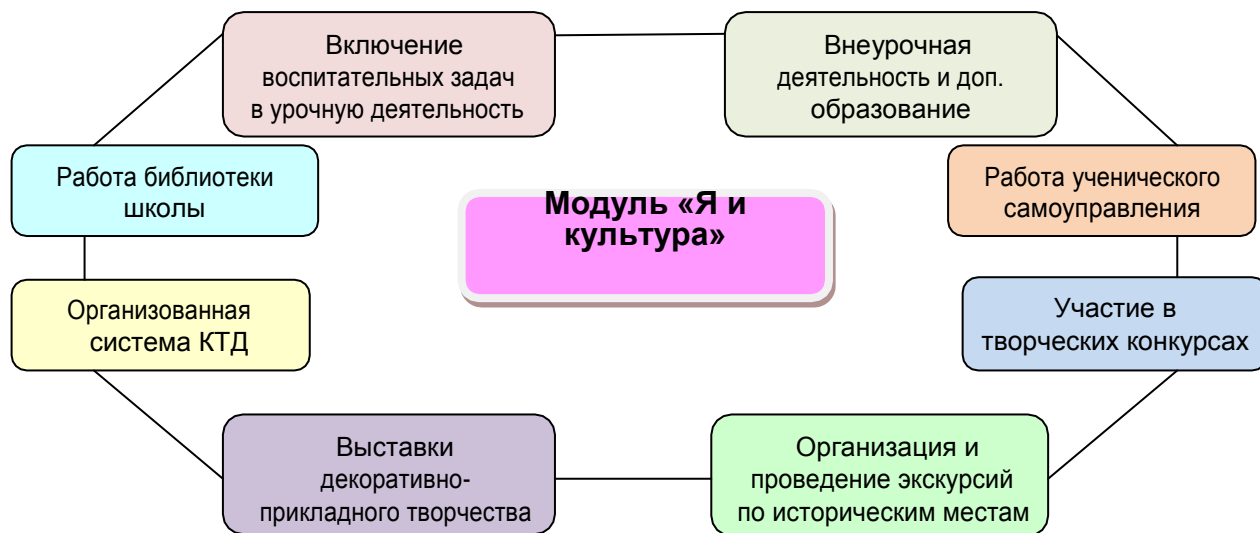 Включение
воспитательных задач
в урочную деятельность
Внеурочная
деятельность и доп.
образование
Работа библиотеки
школы
Модуль «Я и
культура»
Работа ученического
самоуправления
Организованная
система КТД
Участие в
творческих конкурсах
Выставки
декоративно-
прикладного творчества
Организация и
проведение экскурсий
по историческим местам